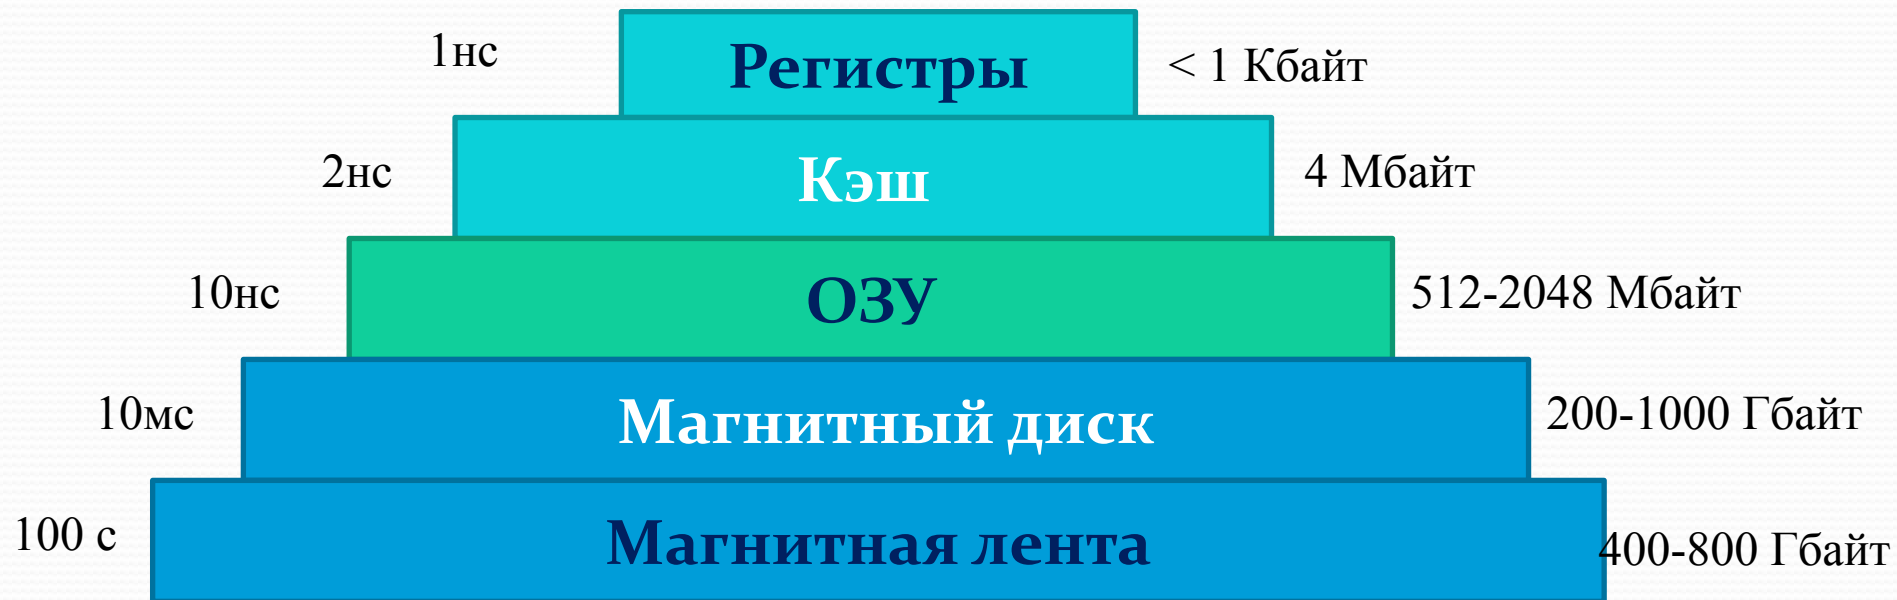 1нс Регистры < 1 Кбайт
2нс Кэш 4 Мбайт
10нс ОЗУ 512-2048 Мбайт
10мс Магнитный диск 200-1000 Гбайт
100 с Магнитная лента 400-800 Гбайт